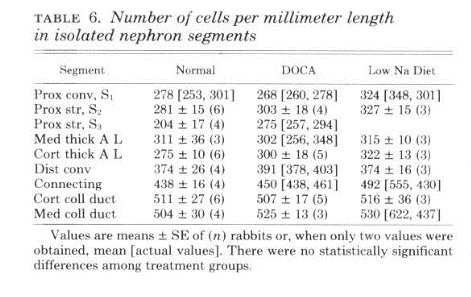 TABLE 6. Number of cells per millimeter length
in isolated nephron segments
Segment Normal DOCA Low Na Diet
Prox conv, S₁ 278 [253, 301] 268 [260, 278] 324 [348, 301]
Prox str, S₂ 281 ± 15 (6) 303 ± 18 (4) 327 ± 15 (3)
Prox str, S₃ 204 ± 17 (4) 275 [257, 294]
Med thick A L 311 ± 36 (3) 302 [256, 348] 315 ± 10 (3)
Cort thick A L 275 ± 10 (6) 300 ± 18 (5) 322 ± 13 (3)
Dist conv 374 ± 26 (4) 391 [378, 403] 374 ± 16 (3)
Connecting 438 ± 16 (4) 450 [438, 461] 492 [555, 430]
Cort coll duct 511 ± 27 (6) 507 ± 17 (5) 516 ± 36 (3)
Med coll duct 504 ± 30 (4) 525 ± 13 (3) 530 [622, 437]
Values are means ± SE of (n) rabbits or, when only two values were
obtained, mean [actual values]. There were no statistically significant
differences among treatment groups.